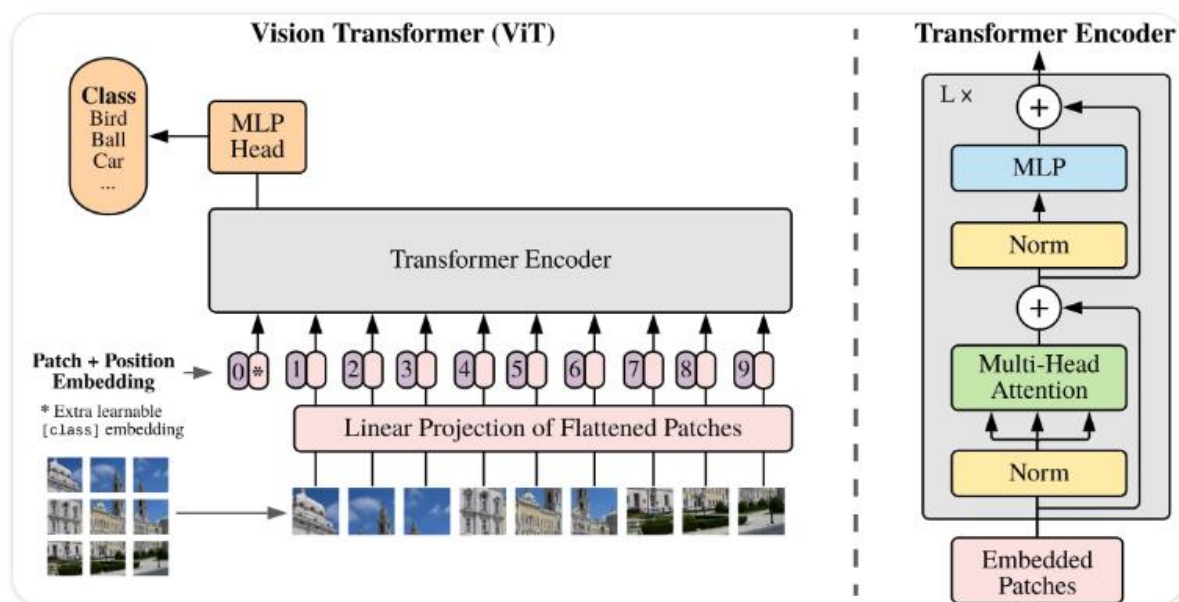 Vision Transformer (ViT)
Class
Bird
Ball
Car
...
MLP
Head
Transformer Encoder
Patch + Position
Embedding
* Extra learnable
[class] embedding
0 * 1 2 3 4 5 6 7 8 9
Linear Projection of Flattened Patches
Transformer Encoder
L ×
+
MLP
Norm
+
Multi-Head
Attention
Norm
Embedded
Patches